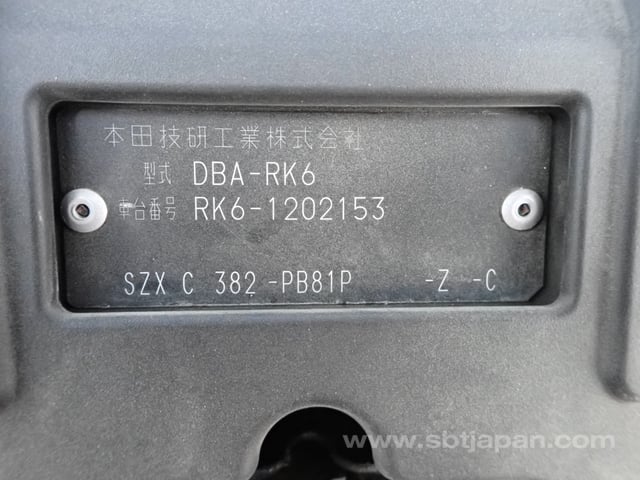 本田技研工業株式会社
型式 DBA-RK6
車台番号 RK6-1202153
SZX C 382 -PB81P -Z -C
www.sbtjapan.com